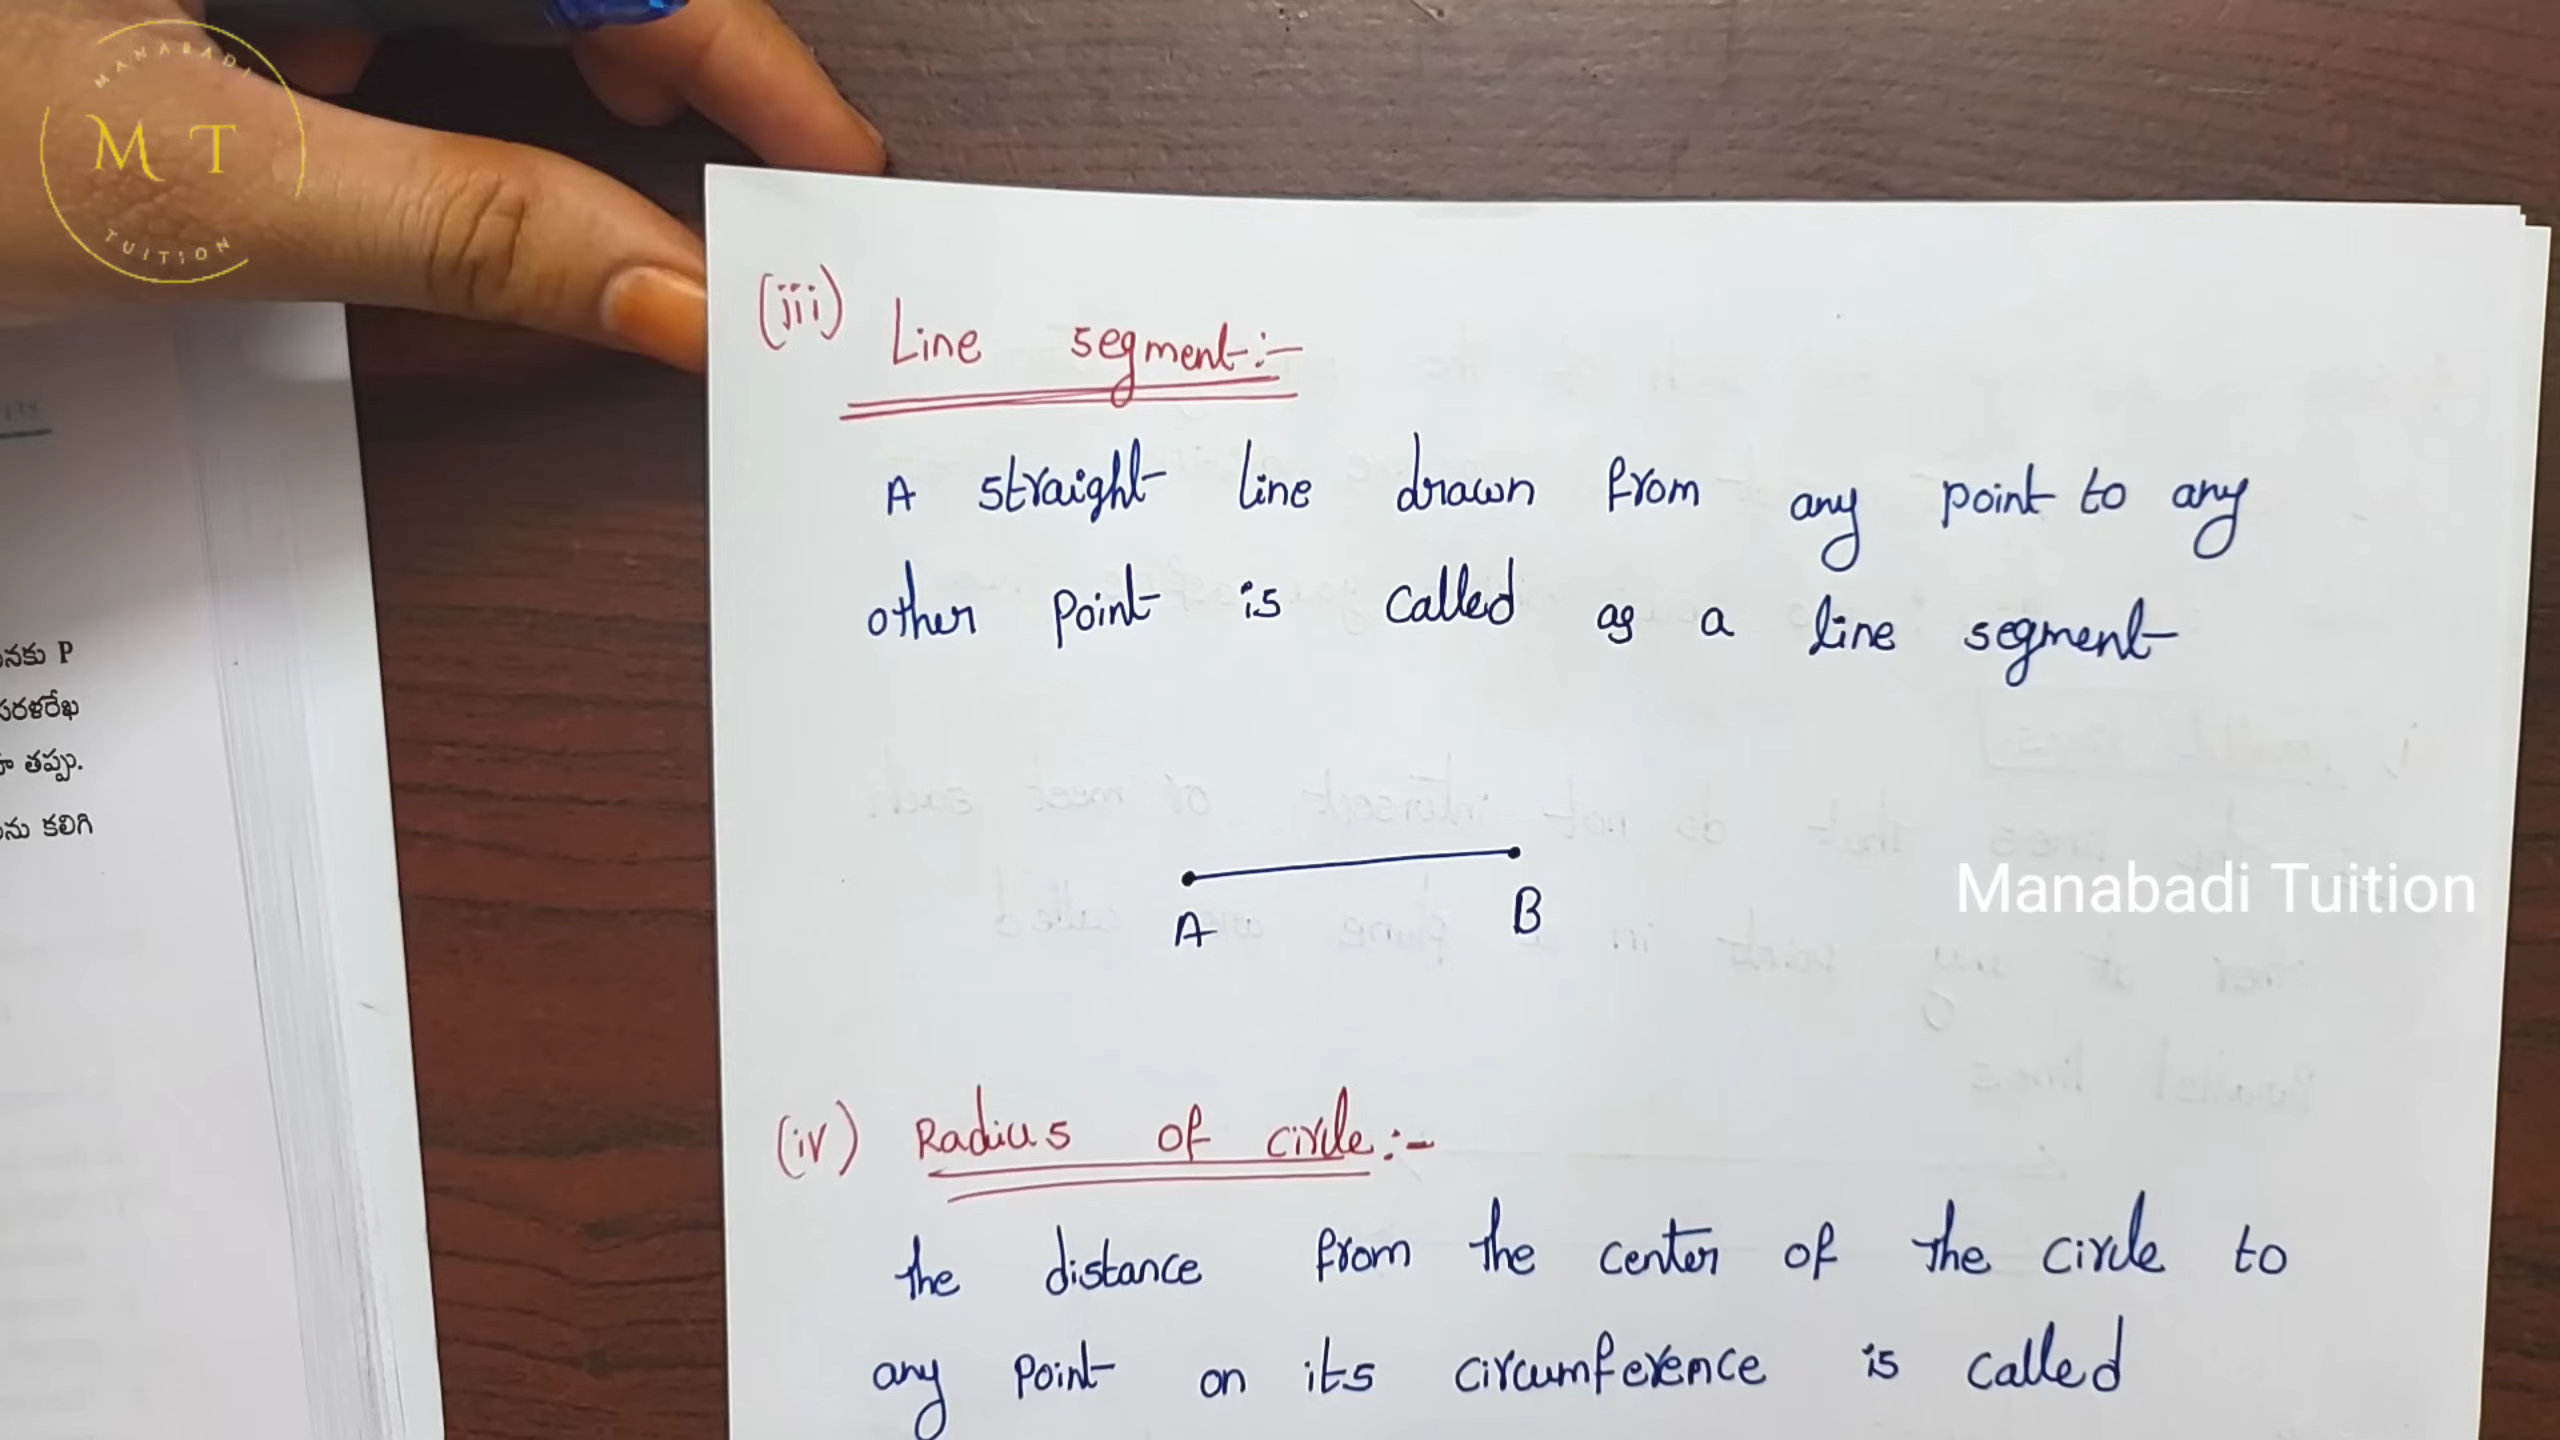 MANABADI
M T
TUITION
(iii) Line segment:-
A straight line drawn from any point to any
other point is called as a line segment
A B
Manabadi Tuition
(iv) Radius of circle:-
the distance from the center of the circle to
any point on its circumference is called
135
P
తప్పు.
కలిగి